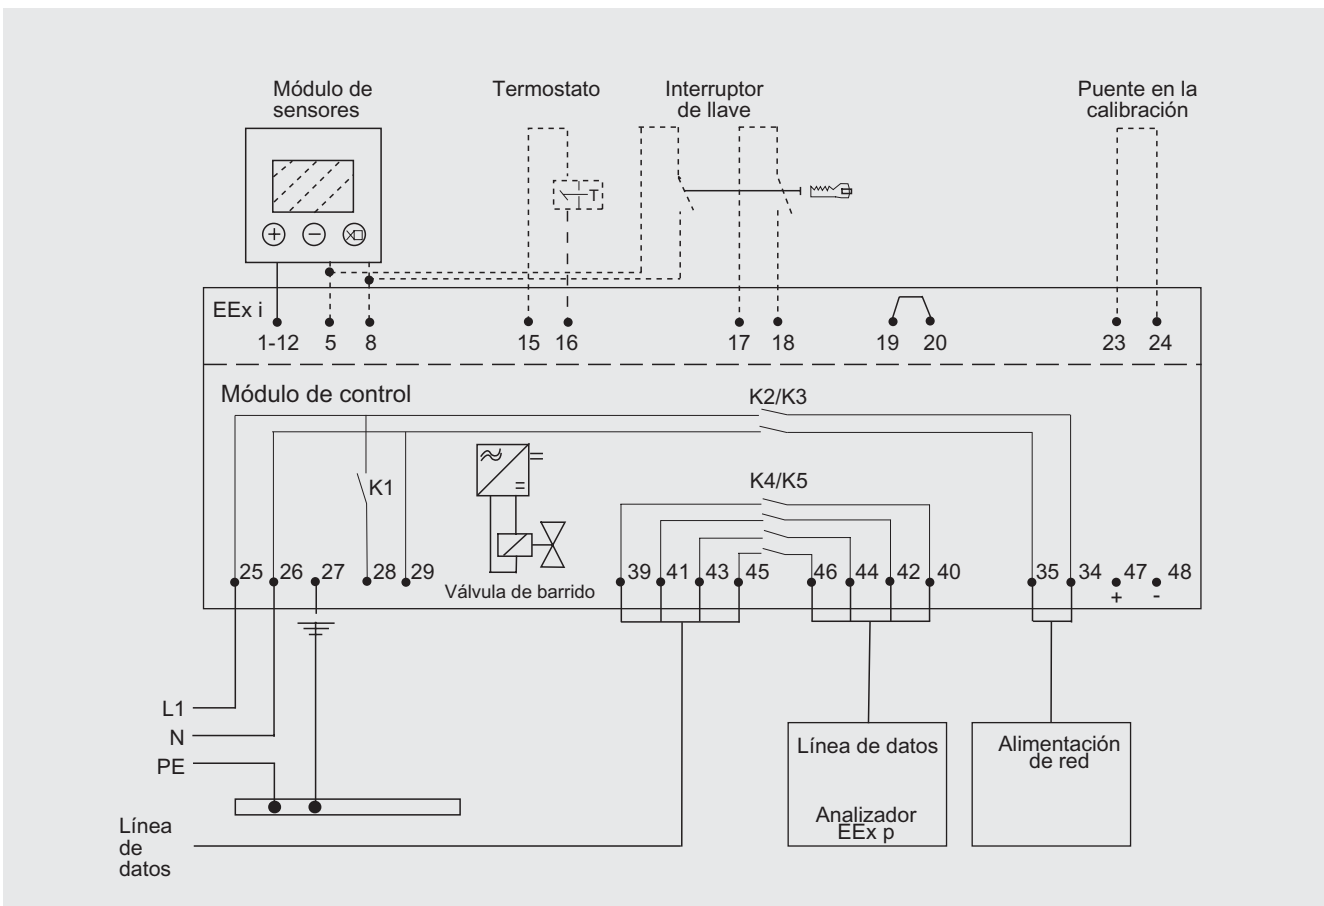 Módulo de
sensores
Termostato
Interruptor
de llave
Puente en la
calibración
T
EEx i
1-12 5 8 15 16 17 18 19 20 23 24
Módulo de control
K2/K3
K1
K4/K5
25 26 27 28 29 39 41 43 45 46 44 42 40 35 34 47 48
+ -
Válvula de barrido
L1
N
PE
Línea de datos
Analizador
EEx p
Alimentación
de red
Línea
de
datos